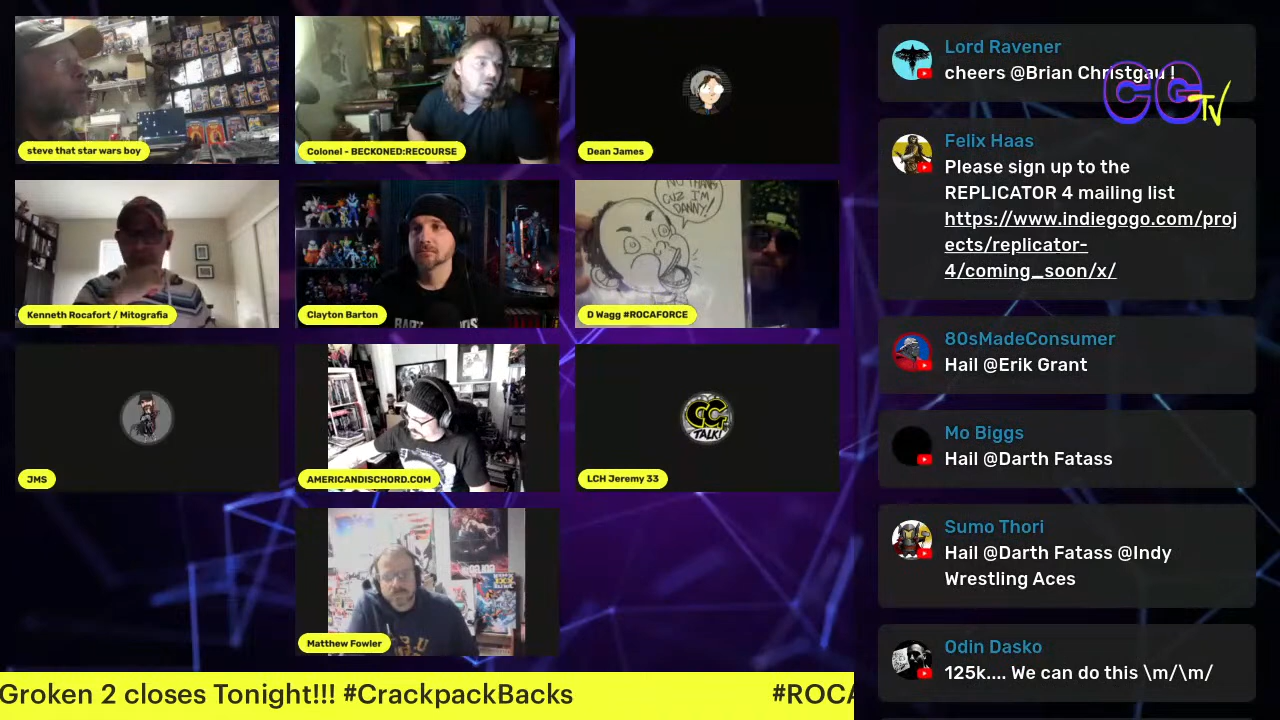 steve that star wars boy
Colonel - BECKONED:RECOURSE
Dean James
Kenneth Rocafort / Mitografia
Clayton Barton
NO THANG
CUZ I'M
DANNY!
D Wagg #ROCAFORCE
JMS
AMERICANDISCHORD.COM
CG
TALK!
LCH Jeremy 33
Matthew Fowler
Groken 2 closes Tonight!!! #CrackpackBacks
#ROCA
Lord Ravener
cheers @Brian Christgau !
CG
TV
Felix Haas
Please sign up to the
REPLICATOR 4 mailing list
https://www.indiegogo.com/proj
ects/replicator-
4/coming_soon/x/
80sMadeConsumer
Hail @Erik Grant
Mo Biggs
Hail @Darth Fatass
Sumo Thori
Hail @Darth Fatass @Indy
Wrestling Aces
Odin Dasko
125k.... We can do this \m/\m/